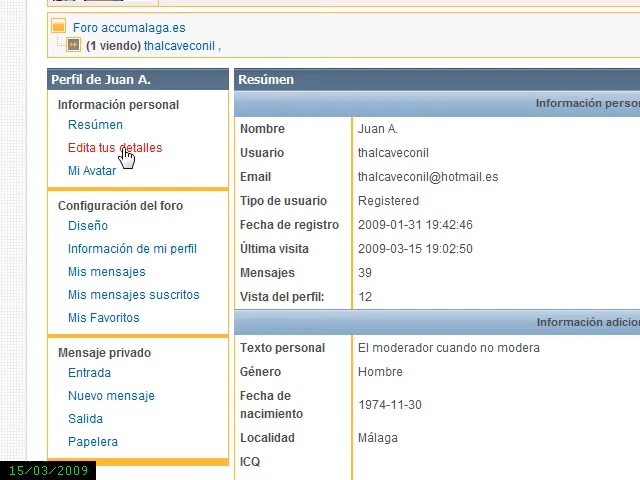 Foro accumalaga.es
(1 viendo) thalcaveconil ,
Perfil de Juan A.
Información personal
Resúmen
Edita tus detalles
Mi Avatar
Configuración del foro
Diseño
Información de mi perfil
Mis mensajes
Mis mensajes suscritos
Mis Favoritos
Mensaje privado
Entrada
Nuevo mensaje
Salida
Papelera
Resúmen
Información perso
Nombre Juan A.
Usuario thalcaveconil
Email thalcaveconil@hotmail.es
Tipo de usuario Registered
Fecha de registro 2009-01-31 19:42:46
Última visita 2009-03-15 19:02:50
Mensajes 39
Vista del perfil: 12
Información adicio
Texto personal El moderador cuando no modera
Género Hombre
Fecha de
nacimiento 1974-11-30
Localidad Málaga
ICQ
15/03/2009